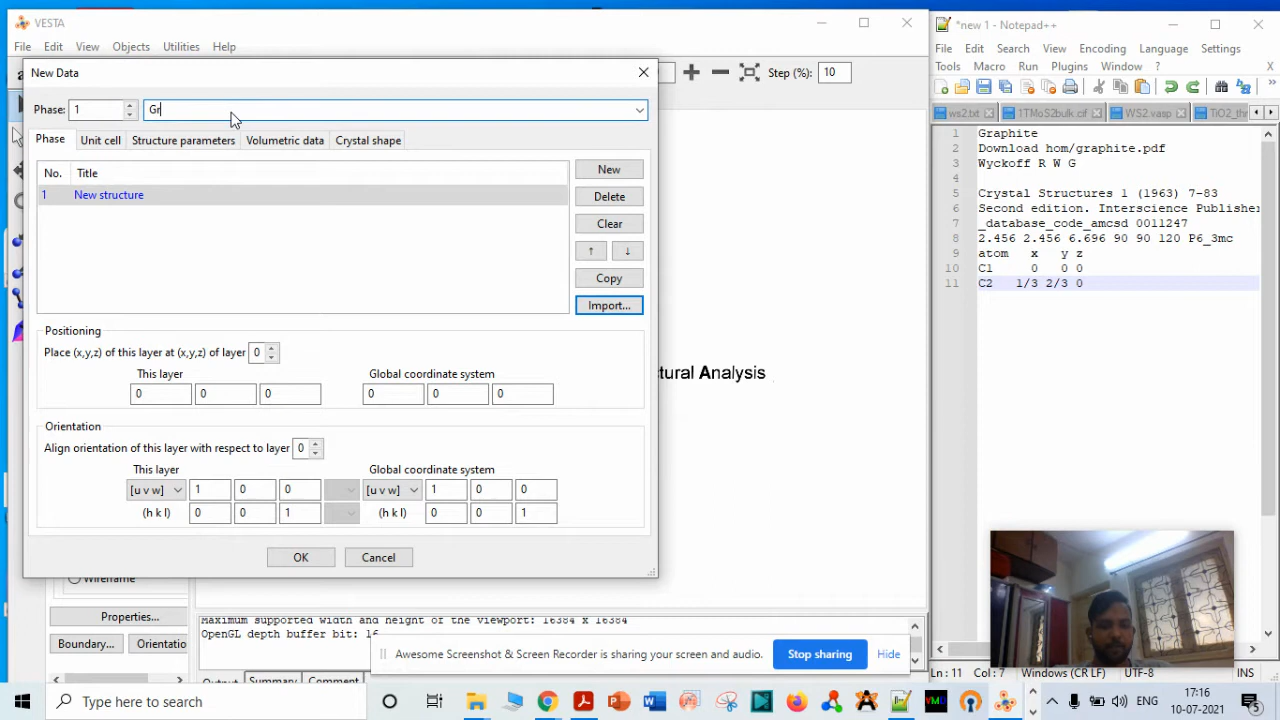 VESTA
File Edit View Objects Utilities Help
Step (%): 10
New Data
Phase: 1 Gr
Phase Unit cell Structure parameters Volumetric data Crystal shape
No. Title
1 New structure
New
Delete
Clear
↑ ↓
Copy
Import...
Positioning
Place (x,y,z) of this layer at (x,y,z) of layer 0
This layer Global coordinate system
0 0 0 0 0 0
Orientation
Align orientation of this layer with respect to layer 0
This layer Global coordinate system
[u v w] 1 0 0 [u v w] 1 0 0
(h k l) 0 0 1 (h k l) 0 0 1
OK Cancel
tural Analysis
Wireframe
Properties...
Boundary... Orientatio
Maximum supported width and height of the viewport: 16384 x 16384
OpenGL depth buffer bit: 16
Output Summary Comment
Awesome Screenshot & Screen Recorder is sharing your screen and audio. Stop sharing Hide
*new 1 - Notepad++
File Edit Search View Encoding Language Settings
Tools Macro Run Plugins Window ? X
ws2.txt 1TMoS2bulk.cif WS2.vasp TiO2_thr
1 Graphite
2 Download hom/graphite.pdf
3 Wyckoff R W G
4
5 Crystal Structures 1 (1963) 7-83
6 Second edition. Interscience Publisher
7 _database_code_amcsd 0011247
8 2.456 2.456 6.696 90 90 120 P6_3mc
9 atom x y z
10 C1 0 0 0
11 C2 1/3 2/3 0
Ln: 11 Col: 7 Windows (CR LF) UTF-8
Type here to search
VMD
ENG
17:16
10-07-2021
5